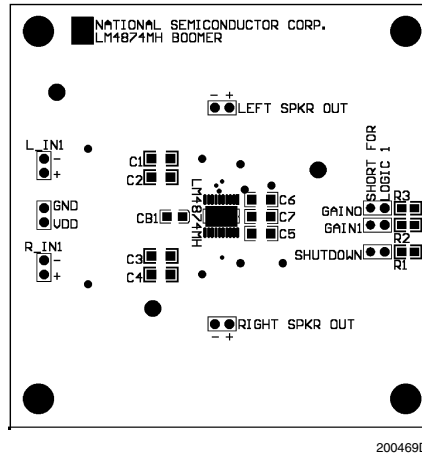 NATIONAL SEMICONDUCTOR CORP.
LM4874MH BOOMER
- +
LEFT SPKR OUT
L_IN1
-
+
C1
C2
LM4874MH
SHORT FOR
LOGIC 1
GND
VDD
CB1
C6
C7
C5
GAIN0
R3
GAIN1
R2
R_IN1
-
+
C3
C4
SHUTDOWN
R1
RIGHT SPKR OUT
- +